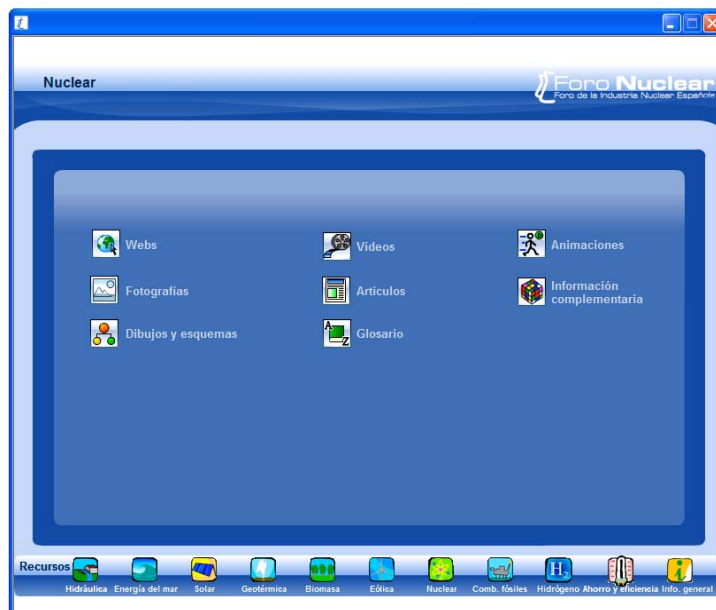 Nuclear
Foro Nuclear
Foro de la Industria Nuclear Española
Webs
Vídeos
Animaciones
Fotografías
Artículos
Información
complementaria
Dibujos y esquemas
Glosario
A
Z
Recursos
H2
i
Hidráulica Energía del mar Solar Geotérmica Biomasa Eólica Nuclear Comb. fósiles Hidrógeno Ahorro y eficiencia Info. general